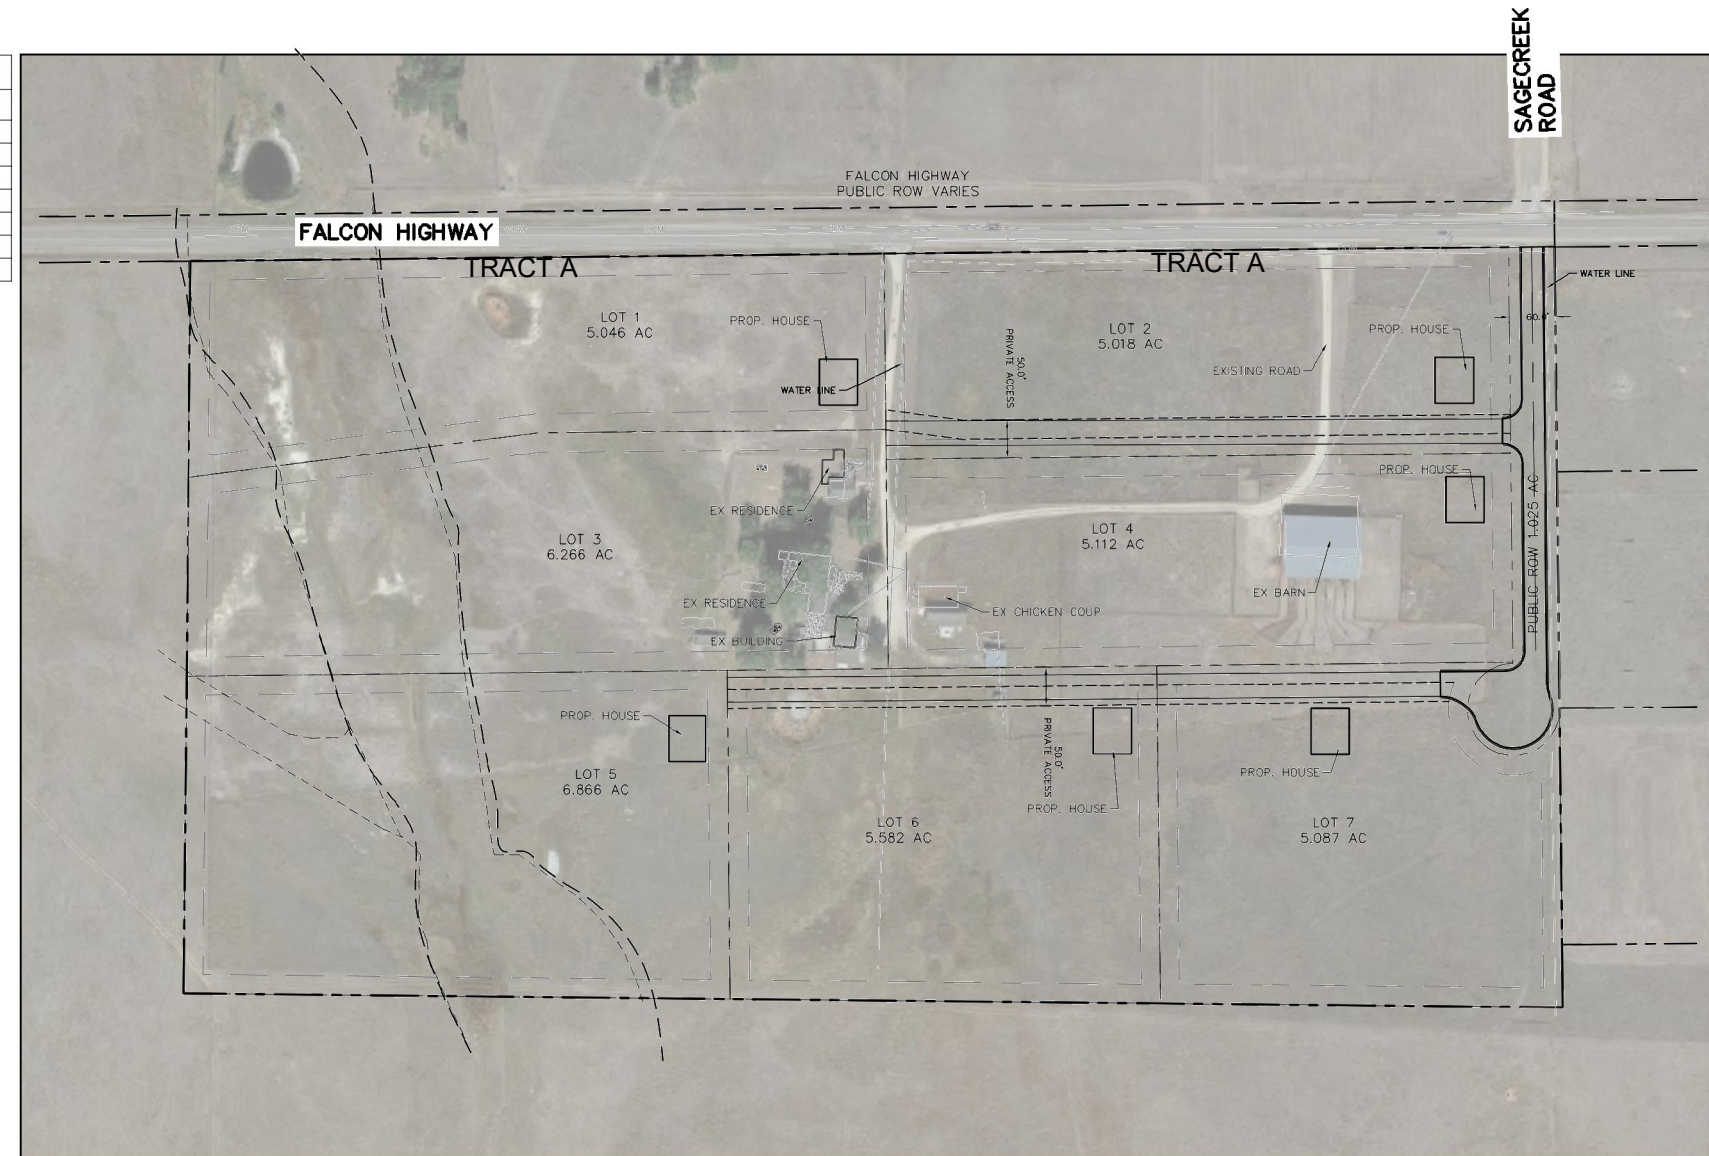 SAGECREEK
ROAD
FALCON HIGHWAY
PUBLIC ROW VARIES
FALCON HIGHWAY
TRACT A
TRACT A
WATER LINE
LOT 1
5.046 AC
PROP. HOUSE
WATER LINE
50.0'
PRIVATE ACCESS
LOT 2
5.018 AC
EXISTING ROAD
PROP. HOUSE
60.0'
EX RESIDENCE
LOT 3
6.266 AC
EX RESIDENCE
EX BUILDING
LOT 4
5.112 AC
EX CHICKEN COUP
EX BARN
PROP. HOUSE
PUBLIC ROW 1.025 AC
PROP. HOUSE
LOT 5
6.866 AC
50.0'
PRIVATE ACCESS
PROP. HOUSE
LOT 6
5.582 AC
PROP. HOUSE
LOT 7
5.087 AC